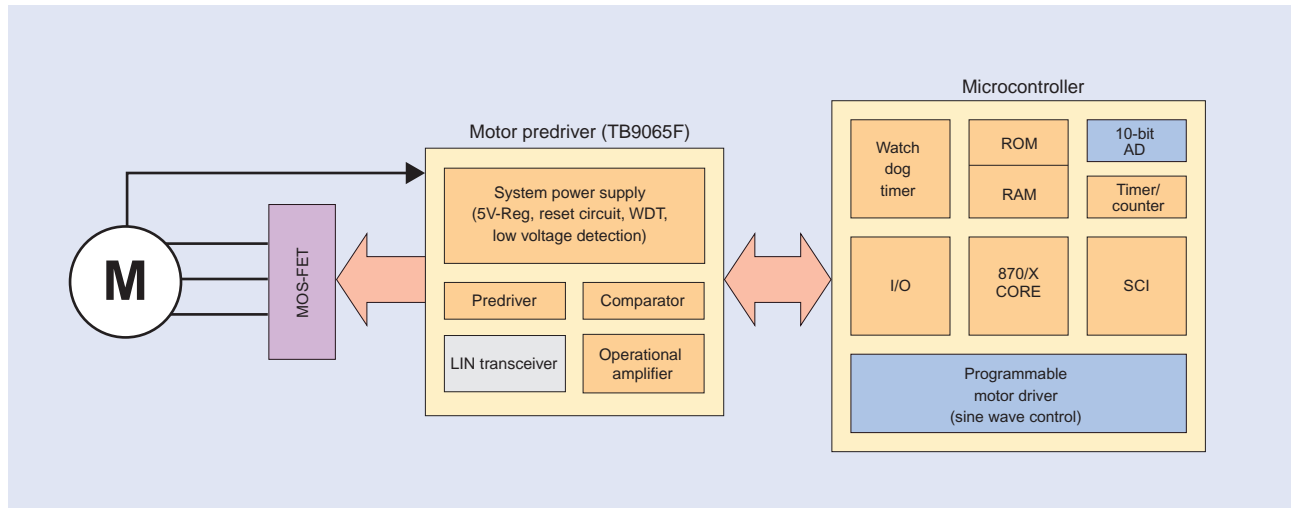 Microcontroller
Motor predriver (TB9065F)
M
MOS-FET
System power supply
(5V-Reg, reset circuit, WDT,
low voltage detection)
Predriver
Comparator
LIN transceiver
Operational
amplifier
Watch
dog
timer
ROM
RAM
10-bit
AD
Timer/
counter
I/O
870/X
CORE
SCI
Programmable
motor driver
(sine wave control)